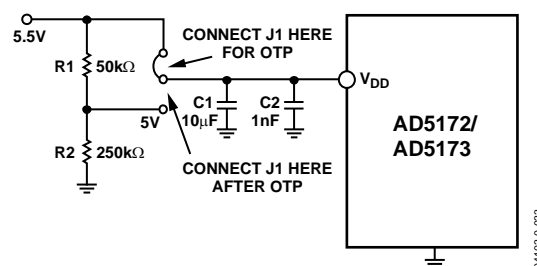 5.5V
CONNECT J1 HERE
FOR OTP
R1
50kΩ
VDD
C1
10μF
C2
1nF
5V
AD5172/
AD5173
R2
250kΩ
CONNECT J1 HERE
AFTER OTP